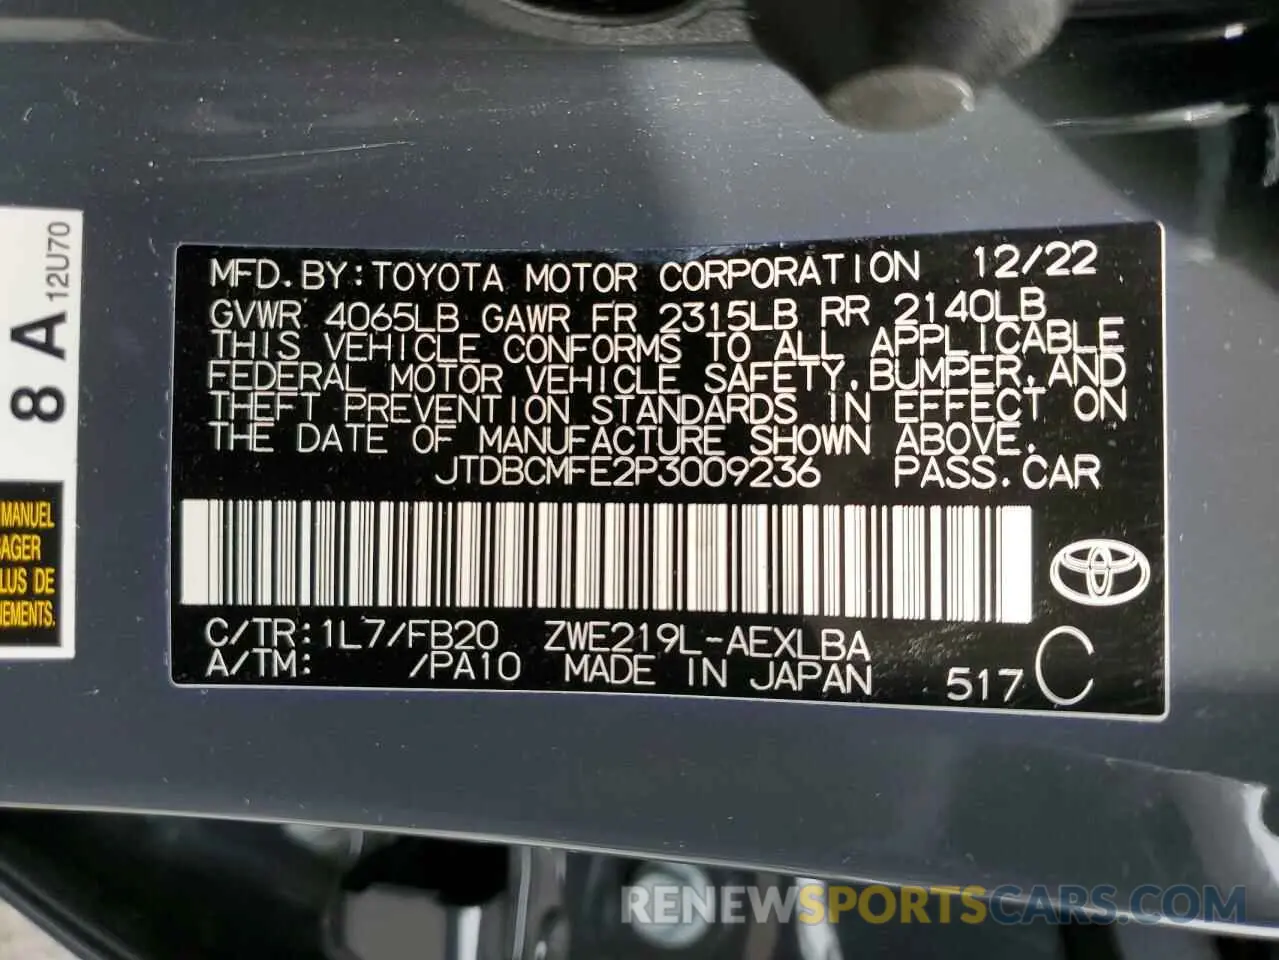 MFD.BY:TOYOTA MOTOR CORPORATION 12/22
GVWR 4065LB GAWR FR 2315LB RR 2140LB
THIS VEHICLE CONFORMS TO ALL APPLICABLE
FEDERAL MOTOR VEHICLE SAFETY,BUMPER,AND
THEFT PREVENTION STANDARDS IN EFFECT ON
THE DATE OF MANUFACTURE SHOWN ABOVE.
JTDBCMFE2P3009236 PASS.CAR
C/TR:1L7/FB20 ZWE219L-AEXLBA
A/TM: /PA10 MADE IN JAPAN 517 C
8 A 12U70
MANUEL
LUS DE
RENEWSPORTSCARS.COM